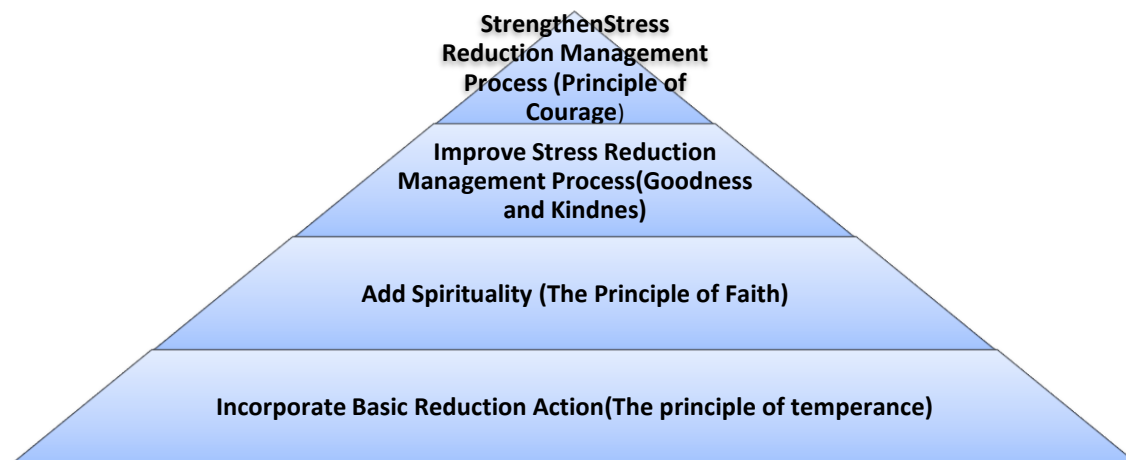 StrengthenStress
Reduction Management
Process (Principle of
Courage)
Improve Stress Reduction
Management Process(Goodness
and Kindnes)
Add Spirituality (The Principle of Faith)
Incorporate Basic Reduction Action(The principle of temperance)